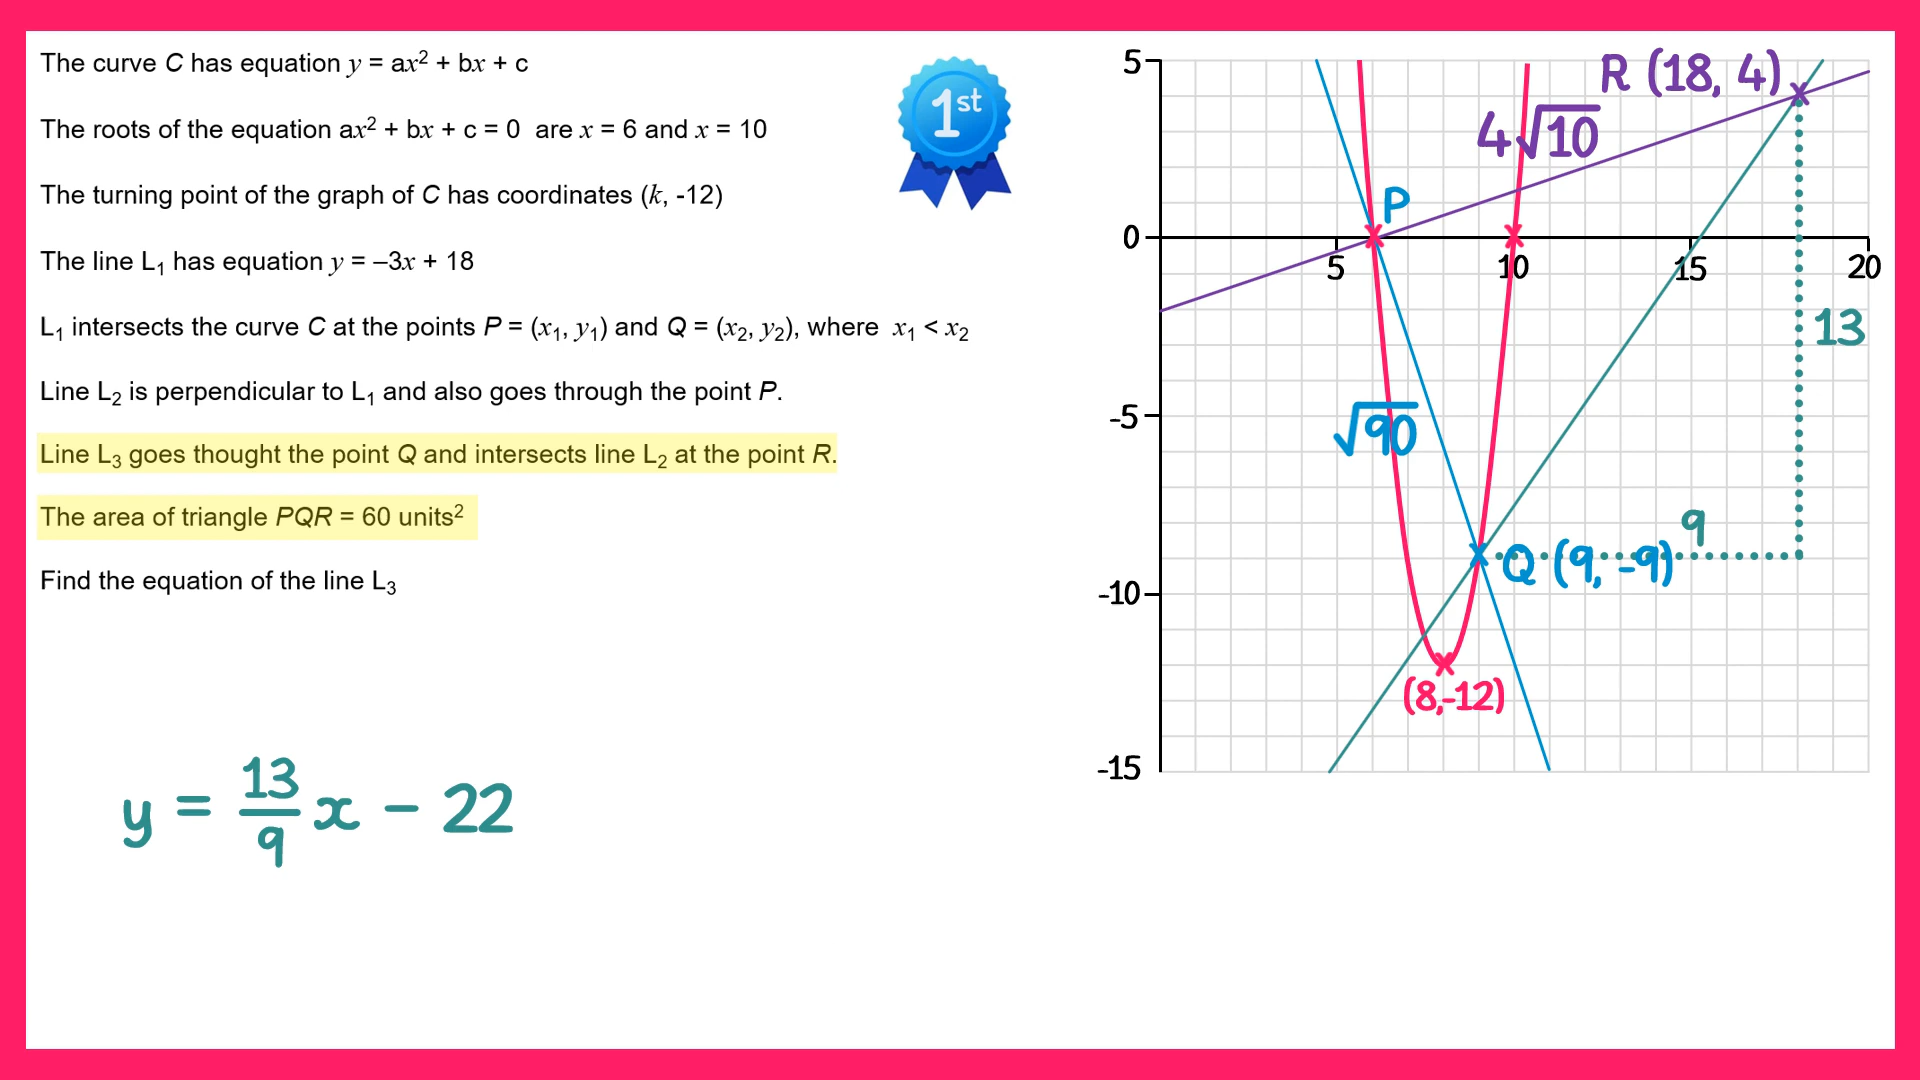 The curve C has equation y = ax² + bx + c
The roots of the equation ax² + bx + c = 0 are x = 6 and x = 10
The turning point of the graph of C has coordinates (k, -12)
The line L₁ has equation y = –3x + 18
L₁ intersects the curve C at the points P = (x₁, y₁) and Q = (x₂, y₂), where x₁ < x₂
Line L₂ is perpendicular to L₁ and also goes through the point P.
Line L₃ goes thought the point Q and intersects line L₂ at the point R.
The area of triangle PQR = 60 units²
Find the equation of the line L₃
y = 13/9 x – 22
1st
5
R (18, 4)
4√10
P
0
5
10
15
20
13
-5
√90
9
Q (9, -9)
-10
(8,-12)
-15